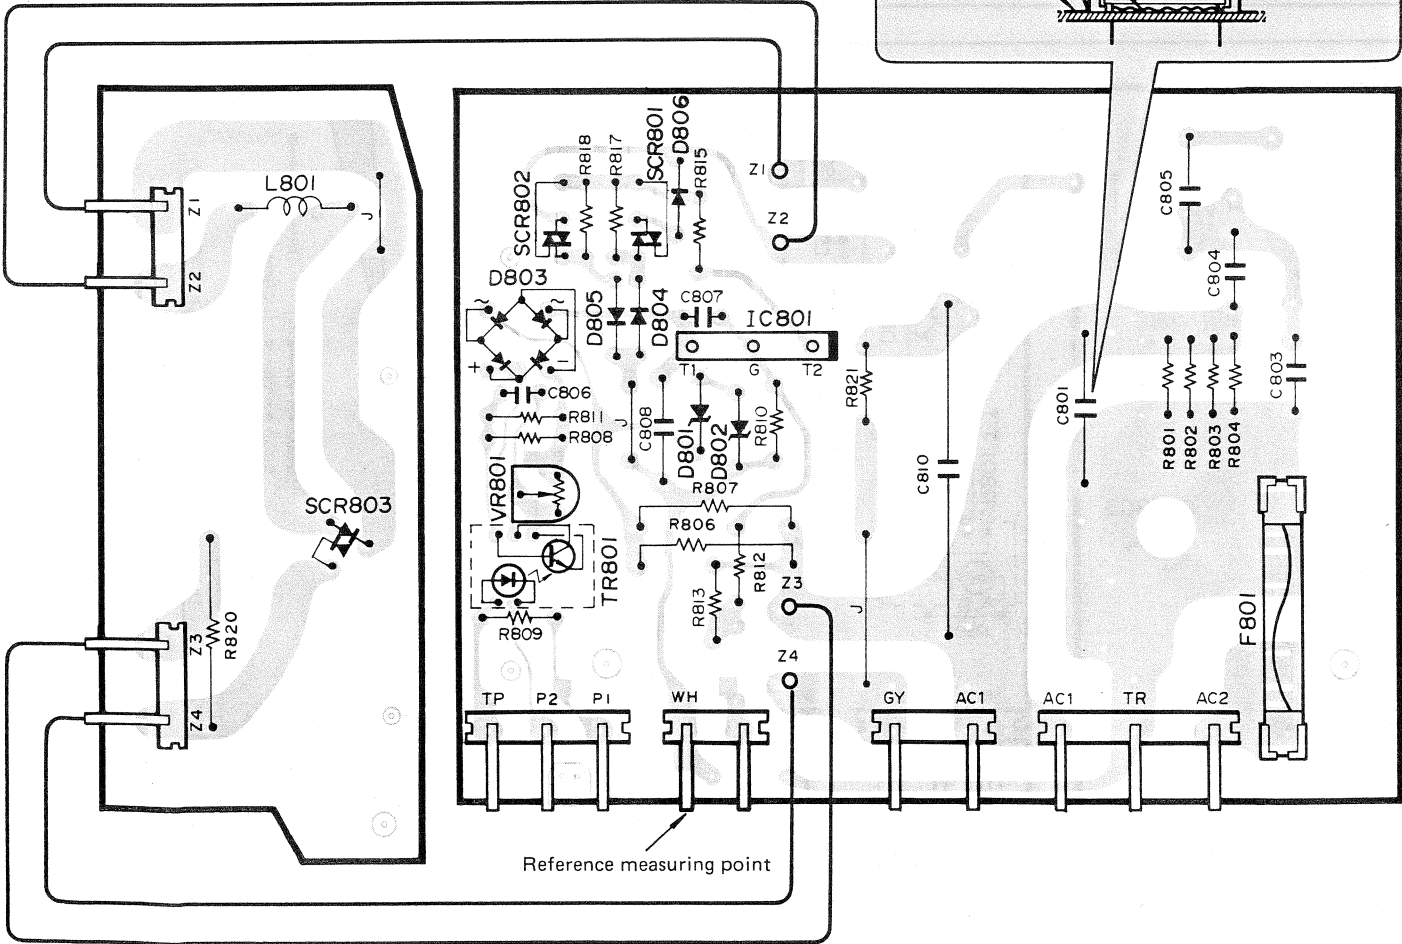 L801
J
Z1
Z2
SCR803
R820
Z3
Z4
SCR802
R818
R817
SCR801
D806
R815
Z1
Z2
D803
~
~
+
−
D805
D804
C807
IC801
T1
G
T2
C806
R811
R808
J
C808
D801
D802
R810
R821
VR801
TR801
R809
R807
R806
R812
R813
Z3
Z4
J
C810
C801
C805
C804
C803
R801
R802
R803
R804
F801
TP
P2
P1
WH
GY
AC1
AC1
TR
AC2
Reference measuring point